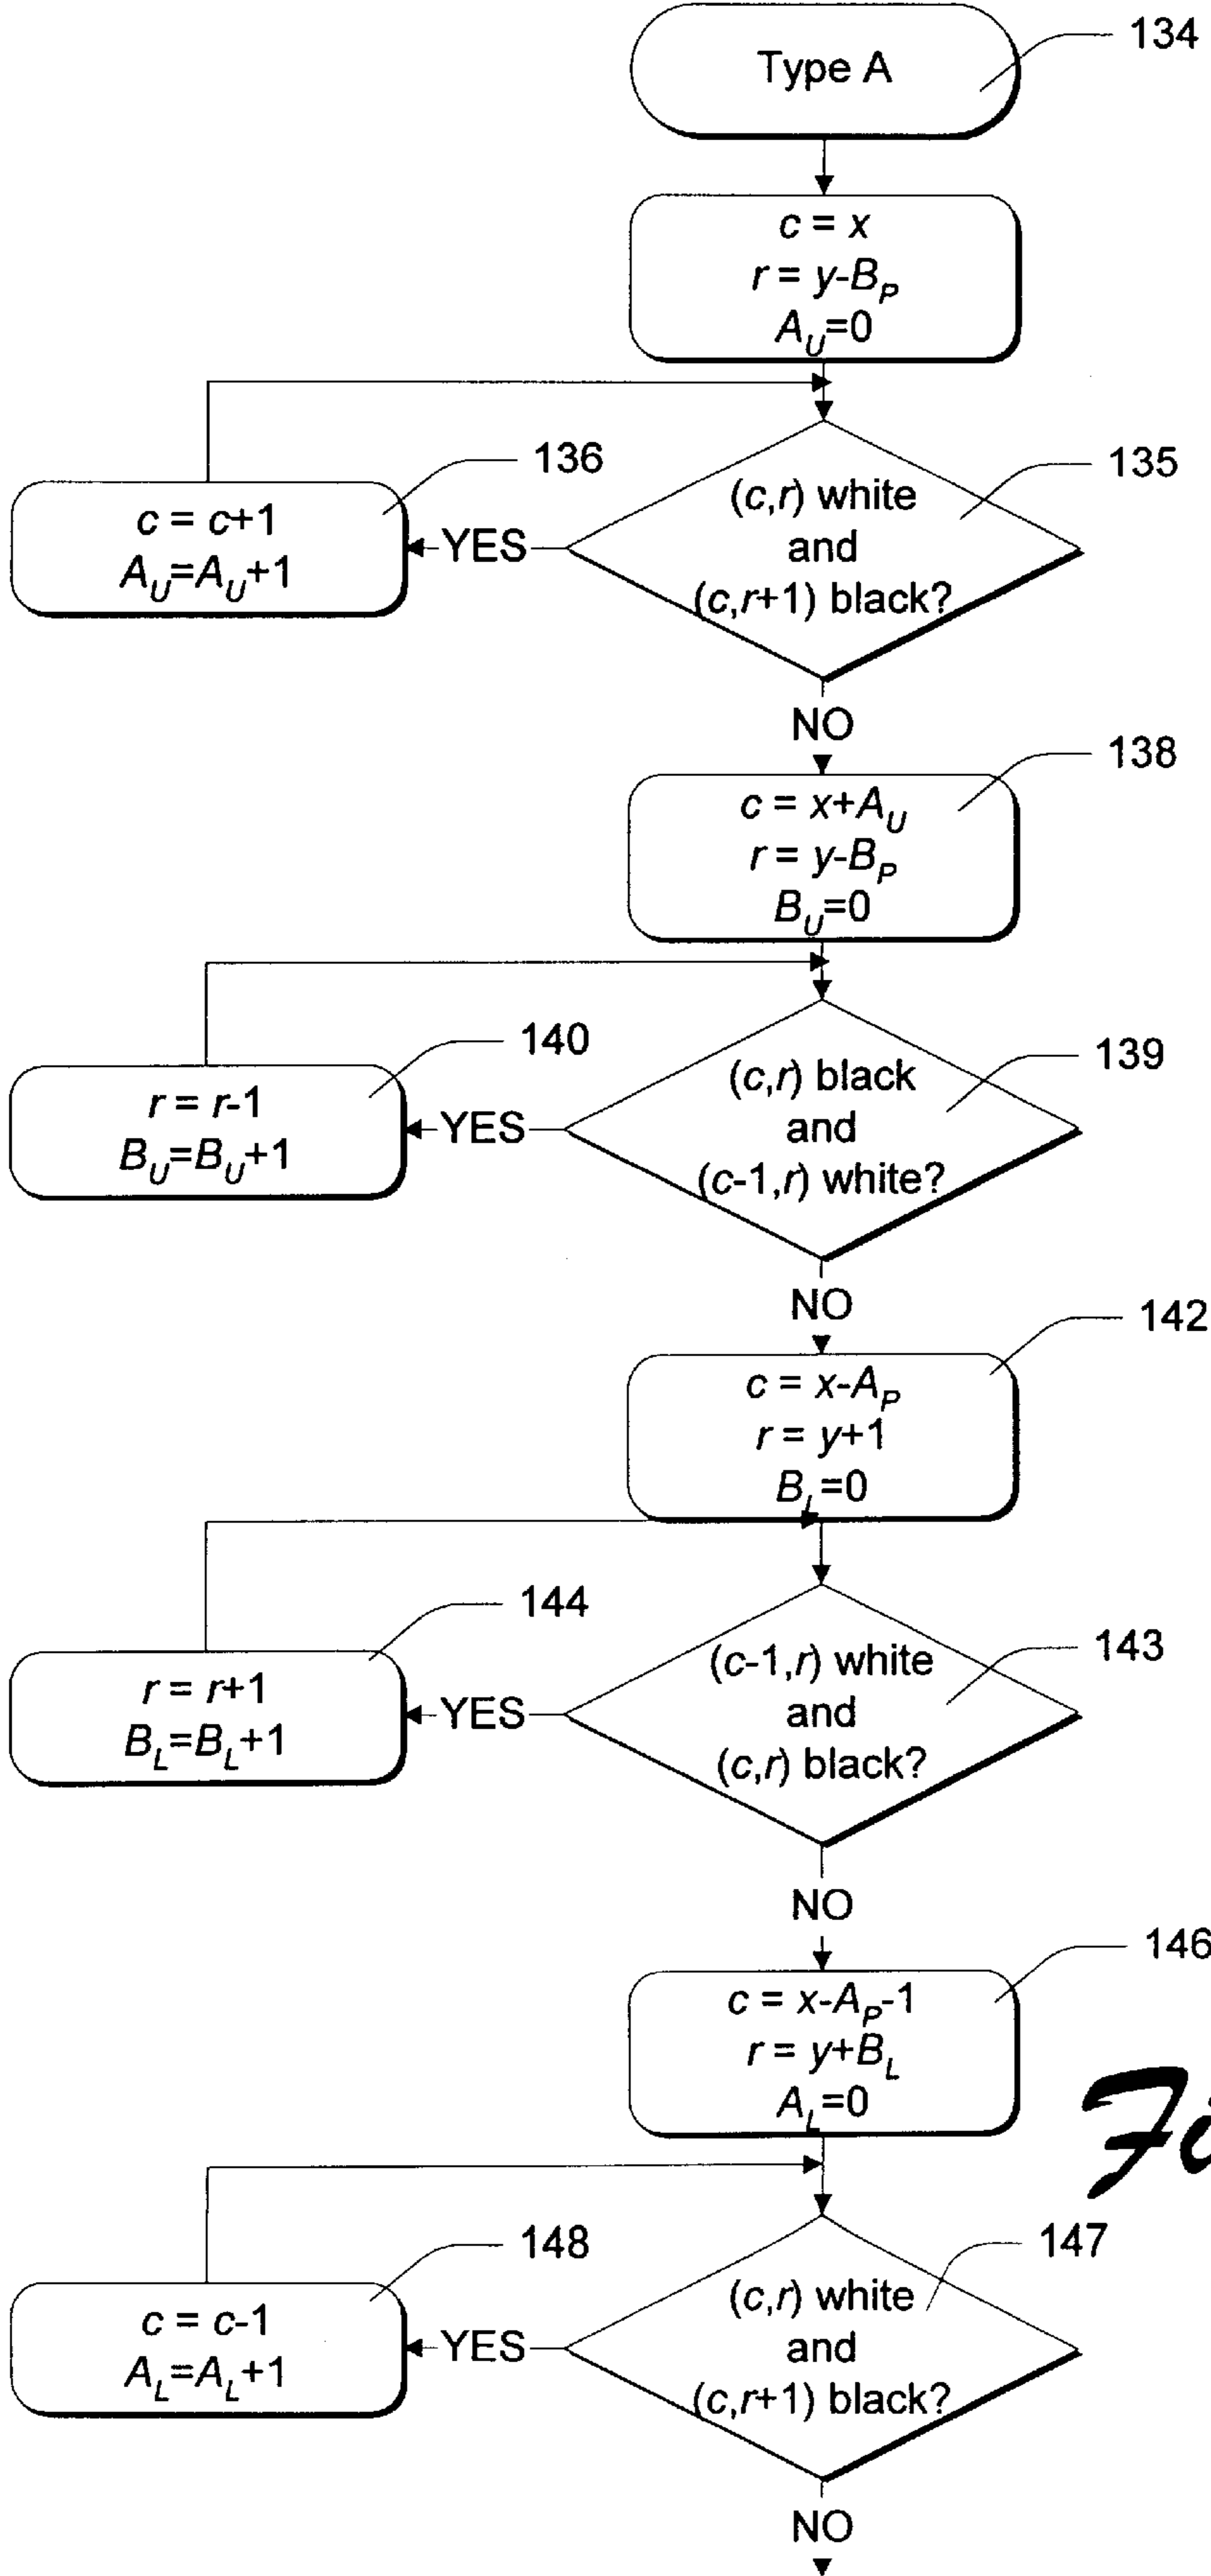 Type A
134
c = x
r = y-B_P
A_U=0
136
135
c = c+1
A_U=A_U+1
YES
(c,r) white
and
(c,r+1) black?
NO
138
c = x+A_U
r = y-B_P
B_U=0
140
139
r = r-1
B_U=B_U+1
YES
(c,r) black
and
(c-1,r) white?
NO
142
c = x-A_P
r = y+1
B_L=0
144
143
r = r+1
B_L=B_L+1
YES
(c-1,r) white
and
(c,r) black?
NO
146
c = x-A_P-1
r = y+B_L
A_L=0
148
147
c = c-1
A_L=A_L+1
YES
(c,r) white
and
(c,r+1) black?
NO